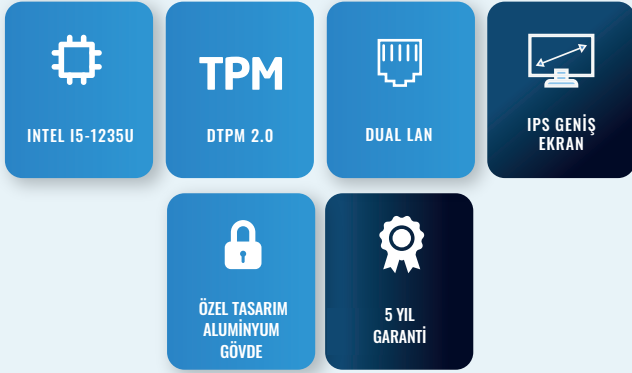 INTEL I5-1235U
TPM
DTPM 2.0
DUAL LAN
IPS GENİŞ
EKRAN
ÖZEL TASARIM
ALUMİNYUM
GÖVDE
5 YIL
GARANTİ